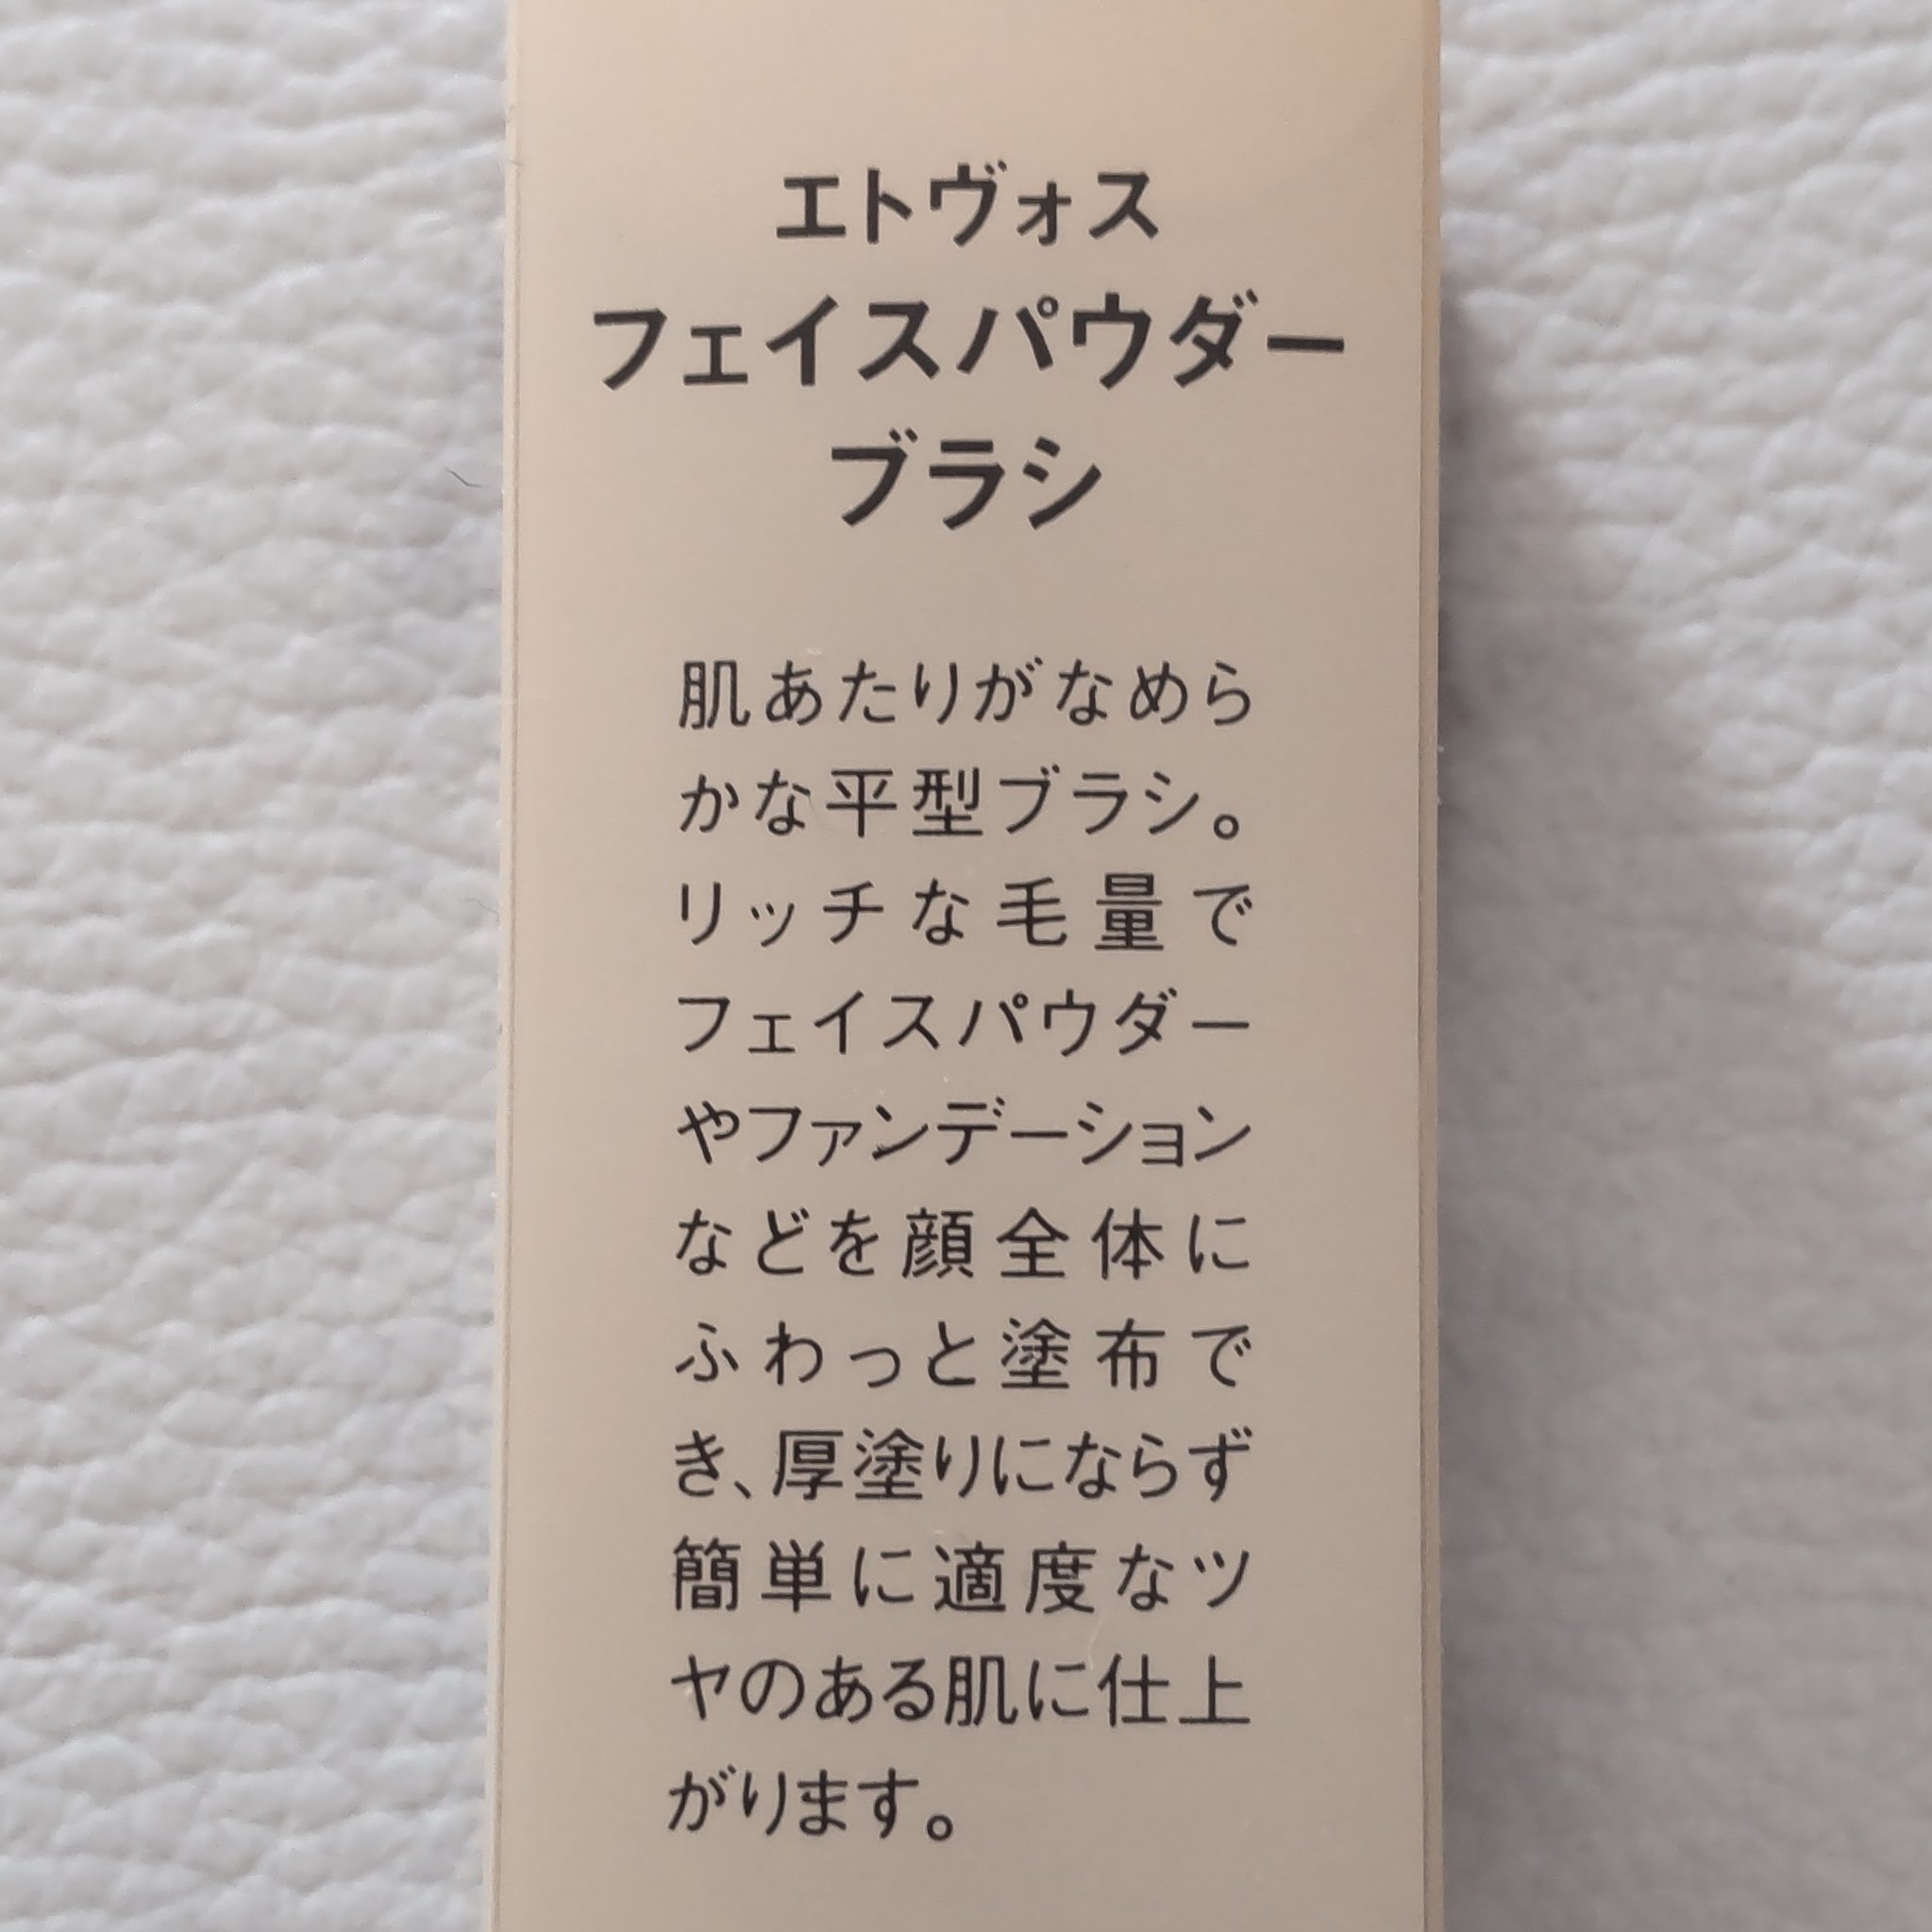 エトヴォス
フェイスパウダー
ブラシ
肌あたりがなめら
かな平型ブラシ。
リッチな毛量で
フェイスパウダー
やファンデーション
などを顔全体に
ふわっと塗布で
き、厚塗りにならず
簡単に適度なツ
ヤのある肌に仕上
がります。